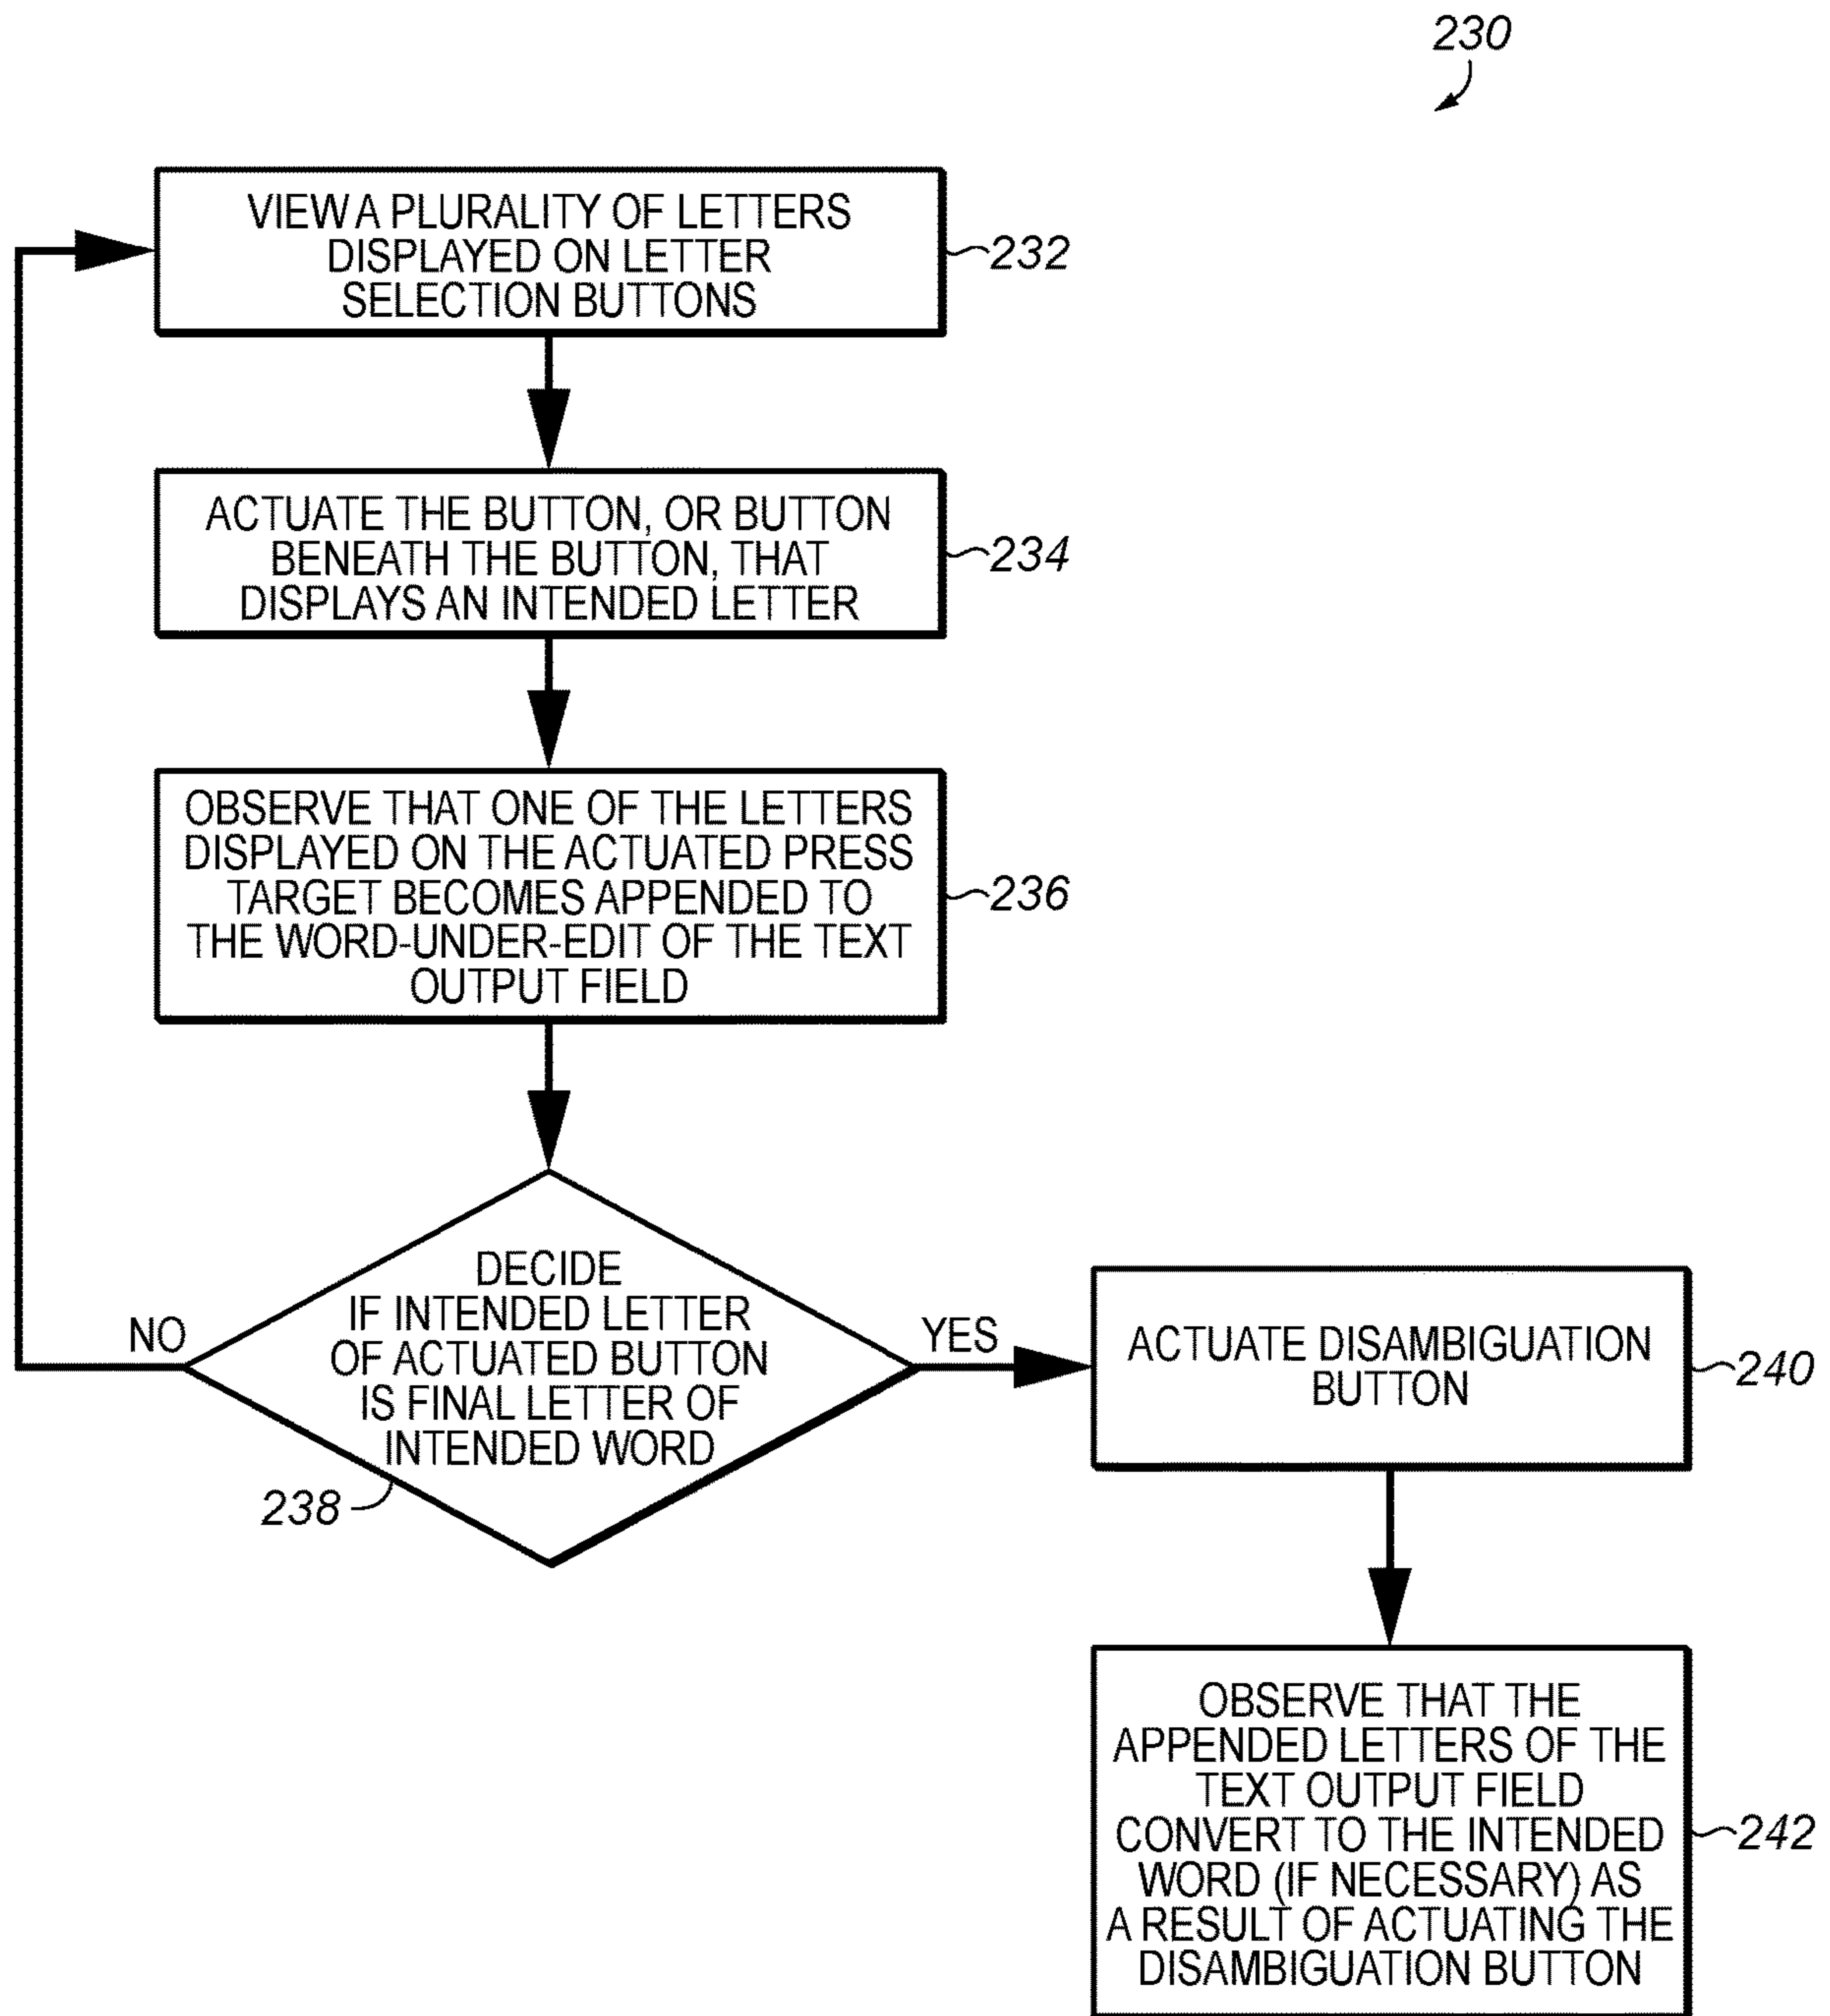 230
VIEW A PLURALITY OF LETTERS
DISPLAYED ON LETTER
SELECTION BUTTONS
232
ACTUATE THE BUTTON, OR BUTTON
BENEATH THE BUTTON, THAT
DISPLAYS AN INTENDED LETTER
234
OBSERVE THAT ONE OF THE LETTERS
DISPLAYED ON THE ACTUATED PRESS
TARGET BECOMES APPENDED TO
THE WORD-UNDER-EDIT OF THE TEXT
OUTPUT FIELD
236
DECIDE
IF INTENDED LETTER
OF ACTUATED BUTTON
IS FINAL LETTER OF
INTENDED WORD
238
NO
YES
ACTUATE DISAMBIGUATION
BUTTON
240
OBSERVE THAT THE
APPENDED LETTERS OF THE
TEXT OUTPUT FIELD
CONVERT TO THE INTENDED
WORD (IF NECESSARY) AS
A RESULT OF ACTUATING THE
DISAMBIGUATION BUTTON
242